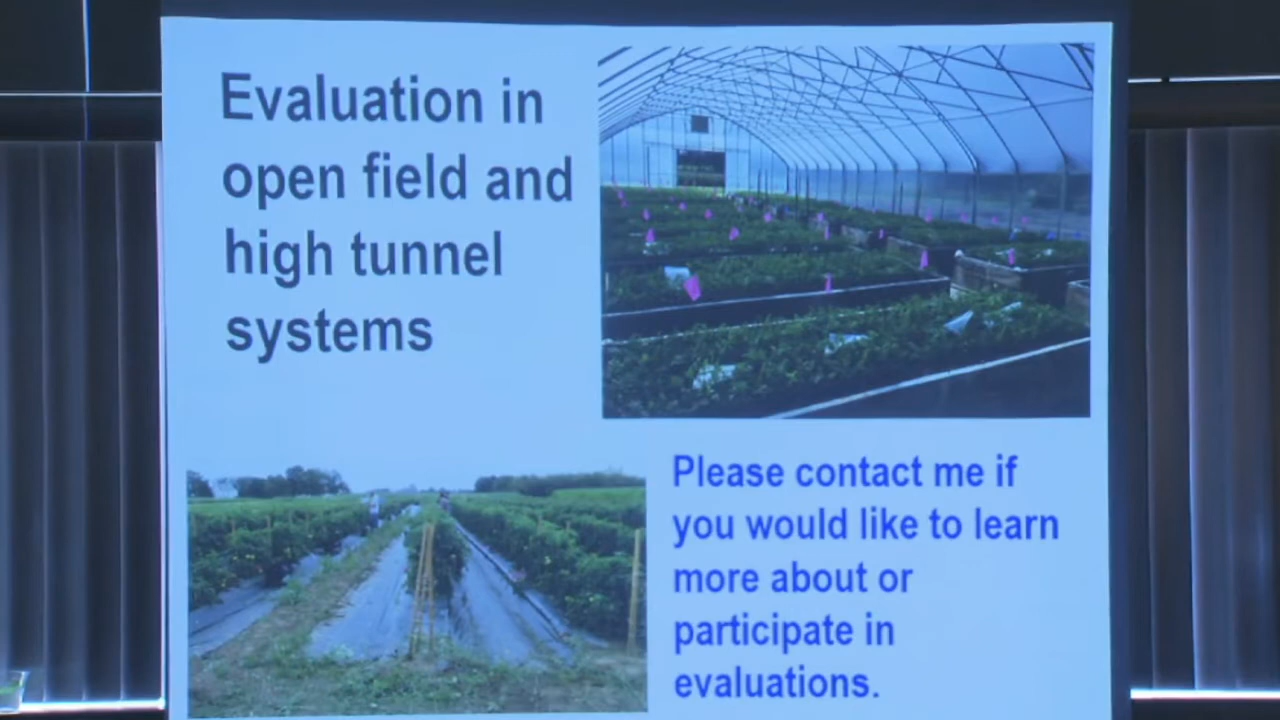 Evaluation in
open field and
high tunnel
systems
Please contact me if
you would like to learn
more about or
participate in
evaluations.